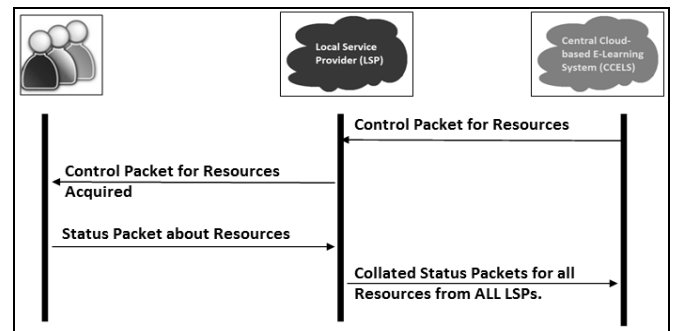 Local Service
Provider (LSP)
Central Cloud-
based E-Learning
System (CCELS)
Control Packet for Resources
Control Packet for Resources
Acquired
Status Packet about Resources
Collated Status Packets for all
Resources from ALL LSPs.